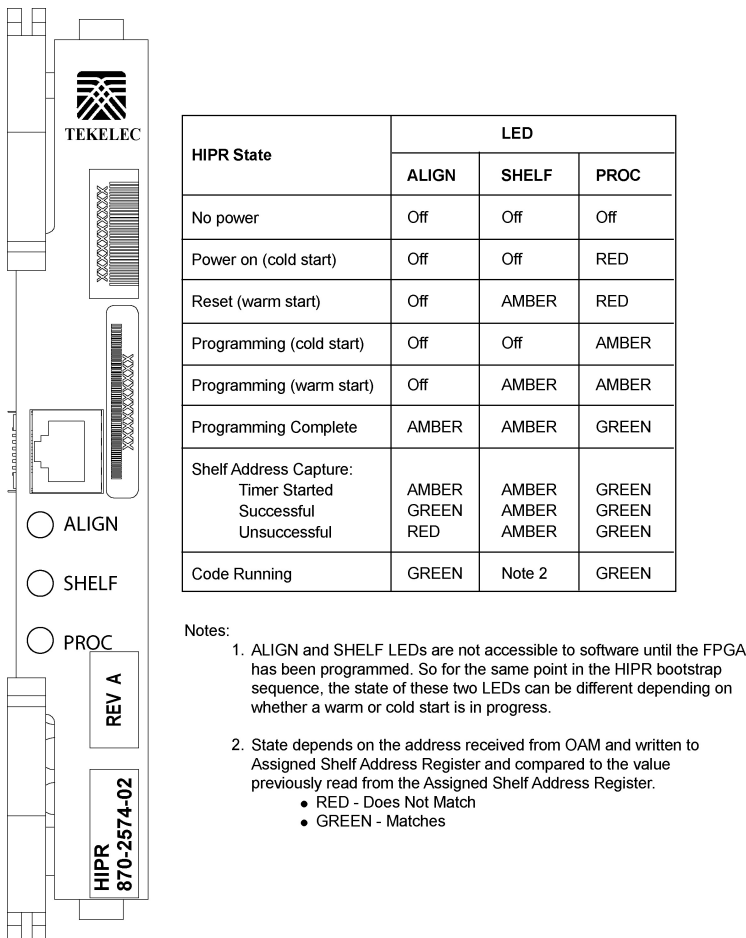 TEKELEC
XXXXXXXXXX
XXXXXXXXXX
ALIGN
SHELF
PROC
REV A
HIPR
870-2574-02
HIPR State
LED
ALIGN SHELF PROC
No power Off Off Off
Power on (cold start) Off Off RED
Reset (warm start) Off AMBER RED
Programming (cold start) Off Off AMBER
Programming (warm start) Off AMBER AMBER
Programming Complete AMBER AMBER GREEN
Shelf Address Capture:
Timer Started AMBER AMBER GREEN
Successful GREEN AMBER GREEN
Unsuccessful RED AMBER GREEN
Code Running GREEN Note 2 GREEN
Notes:
1. ALIGN and SHELF LEDs are not accessible to software until the FPGA
has been programmed. So for the same point in the HIPR bootstrap
sequence, the state of these two LEDs can be different depending on
whether a warm or cold start is in progress.
2. State depends on the address received from OAM and written to
Assigned Shelf Address Register and compared to the value
previously read from the Assigned Shelf Address Register.
• RED - Does Not Match
• GREEN - Matches